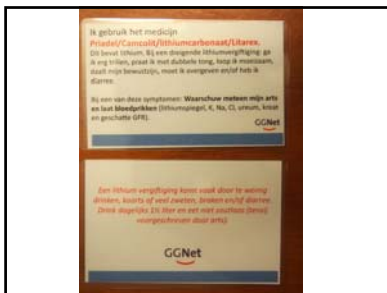 Ik gebruik het medicijn
Priadel/Camcolit/lithiumcarbonaat/Litarex.
Dit bevat lithium. Bij een dreigende lithiumvergiftiging: ga
ik erg trillen, praat ik met dubbele tong, loop ik moeizaam,
daalt mijn bewustzijn, moet ik overgeven en/of heb ik
diarree.
Bij een van deze symptomen: Waarschuw meteen mijn arts
en laat bloedprikken (lithiumspiegel, K, Na, Cl, ureum, kreat
en geschatte GFR).
GGNet
Een lithium vergiftiging komt vaak door te weinig
drinken, koorts of veel zweten, braken en/of diarree.
Drink dagelijks 1½ liter en eet niet zoutloos (tenzij
voorgeschreven door arts).
GGNet